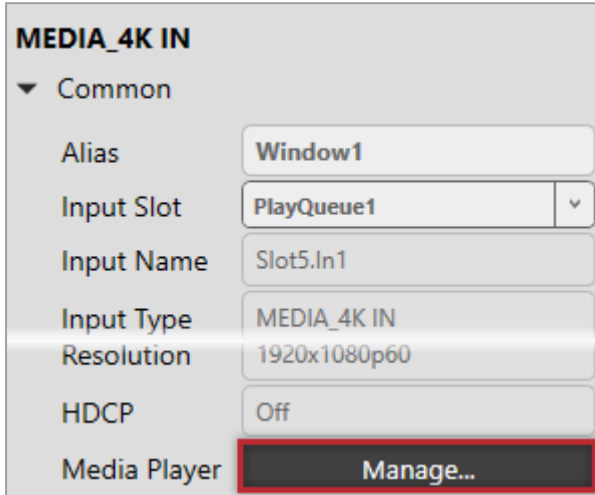 MEDIA_4K IN
Common
Alias Window1
Input Slot PlayQueue1
Input Name Slot5.In1
Input Type MEDIA_4K IN
Resolution 1920x1080p60
HDCP Off
Media Player Manage...